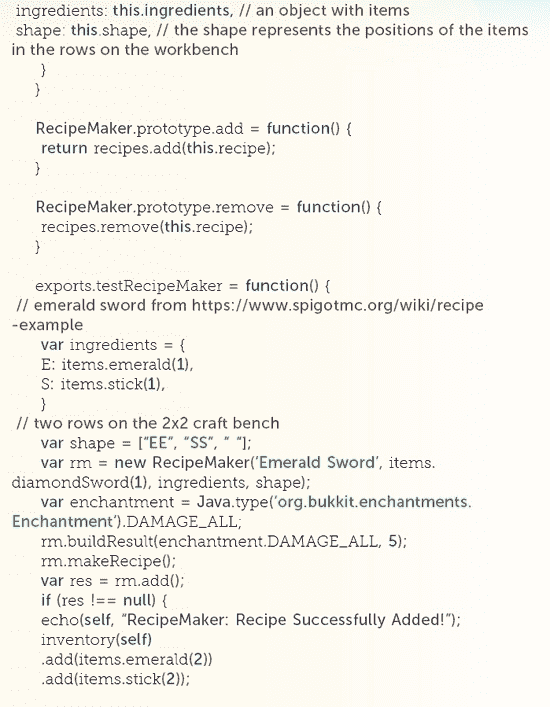 ingredients: this.ingredients, // an object with items
shape: this.shape, // the shape represents the positions of the items
in the rows on the workbench
}
}
RecipeMaker.prototype.add = function() {
return recipes.add(this.recipe);
}
RecipeMaker.prototype.remove = function() {
recipes.remove(this.recipe);
}
exports.testRecipeMaker = function() {
// emerald sword from https://www.spigotmc.org/wiki/recipe
-example
var ingredients = {
E: items.emerald(1),
S: items.stick(1),
}
// two rows on the 2x2 craft bench
var shape = [“EE”, “SS”, “ “];
var rm = new RecipeMaker(‘Emerald Sword’, items.
diamondSword(1), ingredients, shape);
var enchantment = Java.type(‘org.bukkit.enchantments.
Enchantment’).DAMAGE_ALL;
rm.buildResult(enchantment.DAMAGE_ALL, 5);
rm.makeRecipe();
var res = rm.add();
if (res !== null) {
echo(self, “RecipeMaker: Recipe Successfully Added!”);
inventory(self)
.add(items.emerald(2))
.add(items.stick(2));